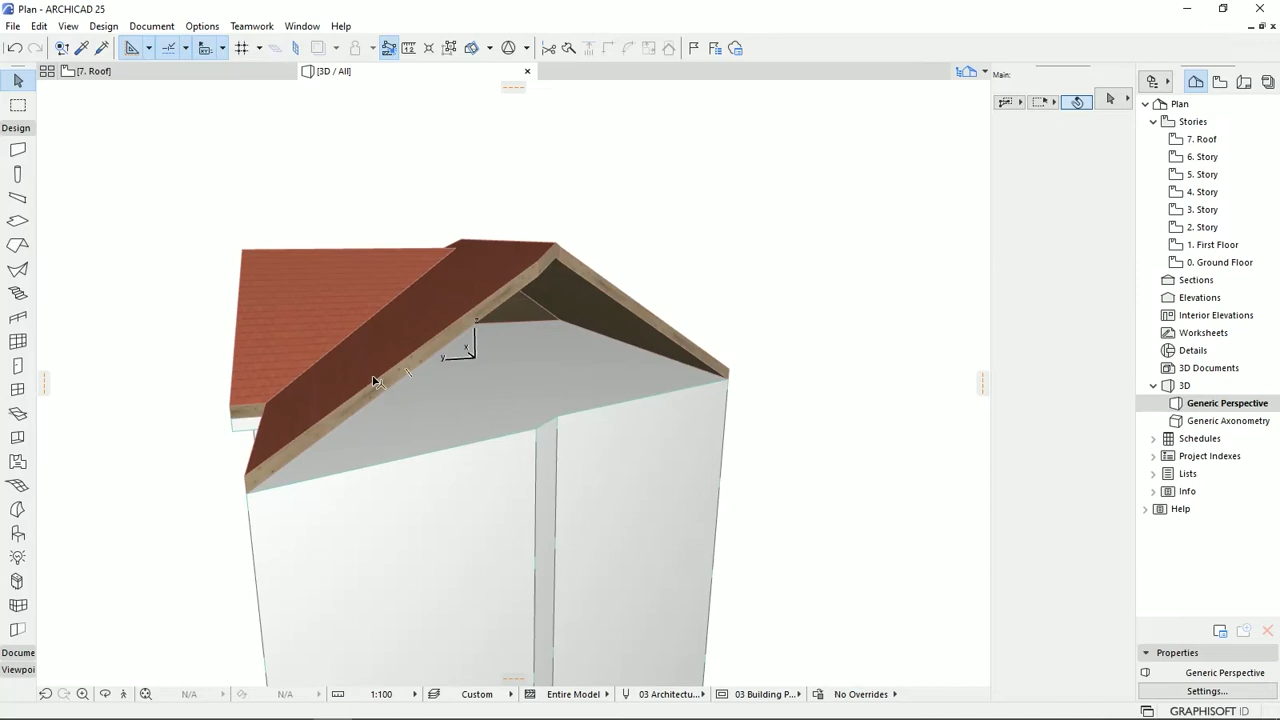 Plan - ARCHICAD 25
File Edit View Design Document Options Teamwork Window Help
[7. Roof]
[3D / All]
Main:
Design
Plan
Stories
7. Roof
6. Story
5. Story
4. Story
3. Story
2. Story
1. First Floor
0. Ground Floor
Sections
Elevations
Interior Elevations
Worksheets
Details
3D Documents
3D
Generic Perspective
Generic Axonometry
Schedules
Project Indexes
Lists
Info
Help
z
x
y
Docume
Viewpoi
Properties
Generic Perspective
Settings...
N/A
N/A
1:100
Custom
Entire Model
03 Architectu...
03 Building P...
No Overrides
GRAPHISOFT ID